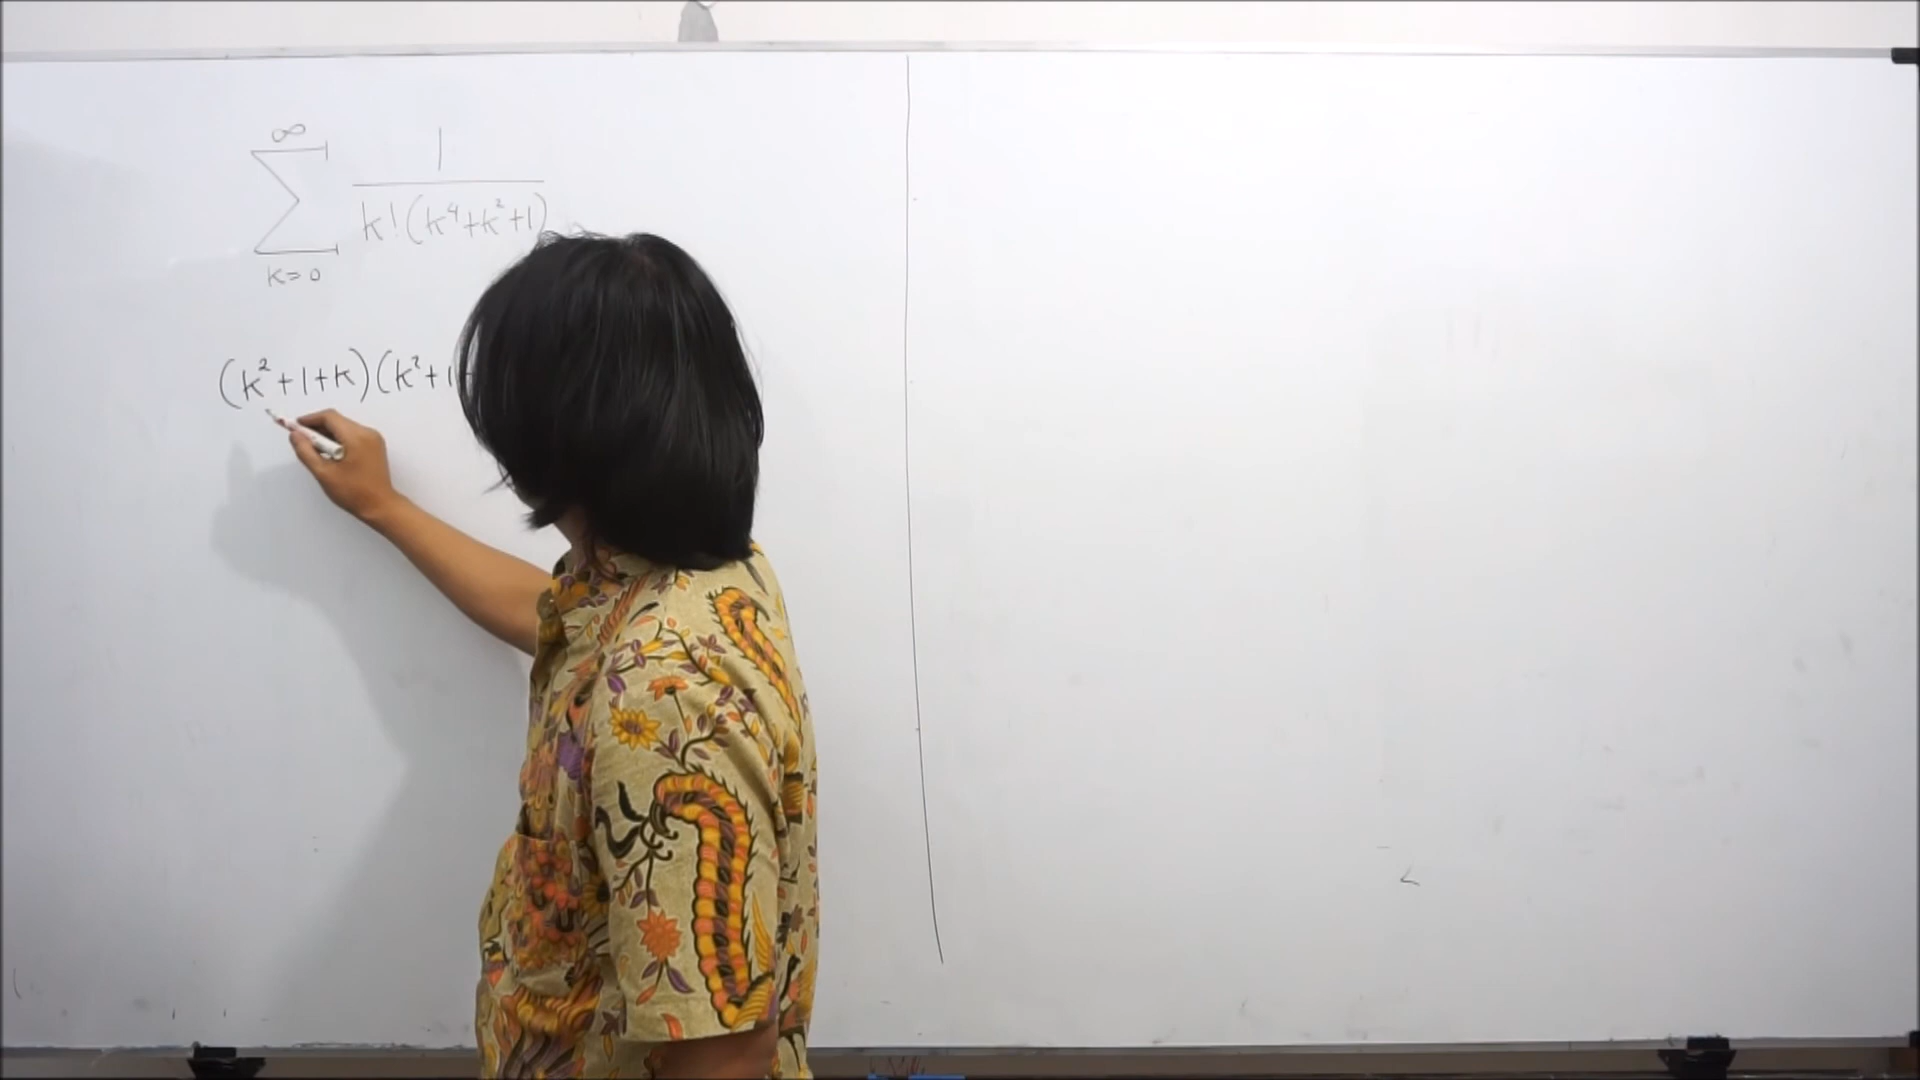 ∞
∑ 1
k!(k⁴+k²+1)
k=0
(k²+1+k)(k²+1